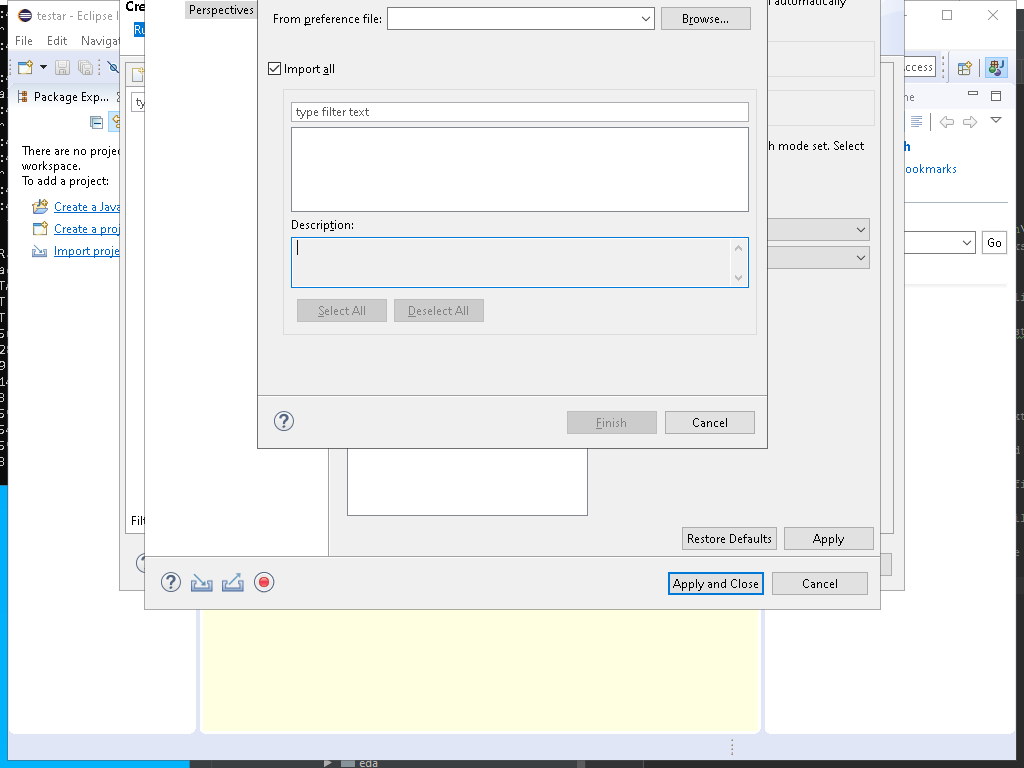 testar - Eclipse I
File Edit Navigat
Package Exp...
There are no projec
workspace.
To add a project:
Create a Java
Create a proj
Import proje
Cre
Ru
ty
Filt
Perspectives
From preference file:
Browse...
Import all
type filter text
Description:
Select All
Deselect All
Finish
Cancel
automatically
h mode set. Select
Restore Defaults
Apply
Apply and Close
Cancel
ccess
ne
h
ookmarks
Go
eda